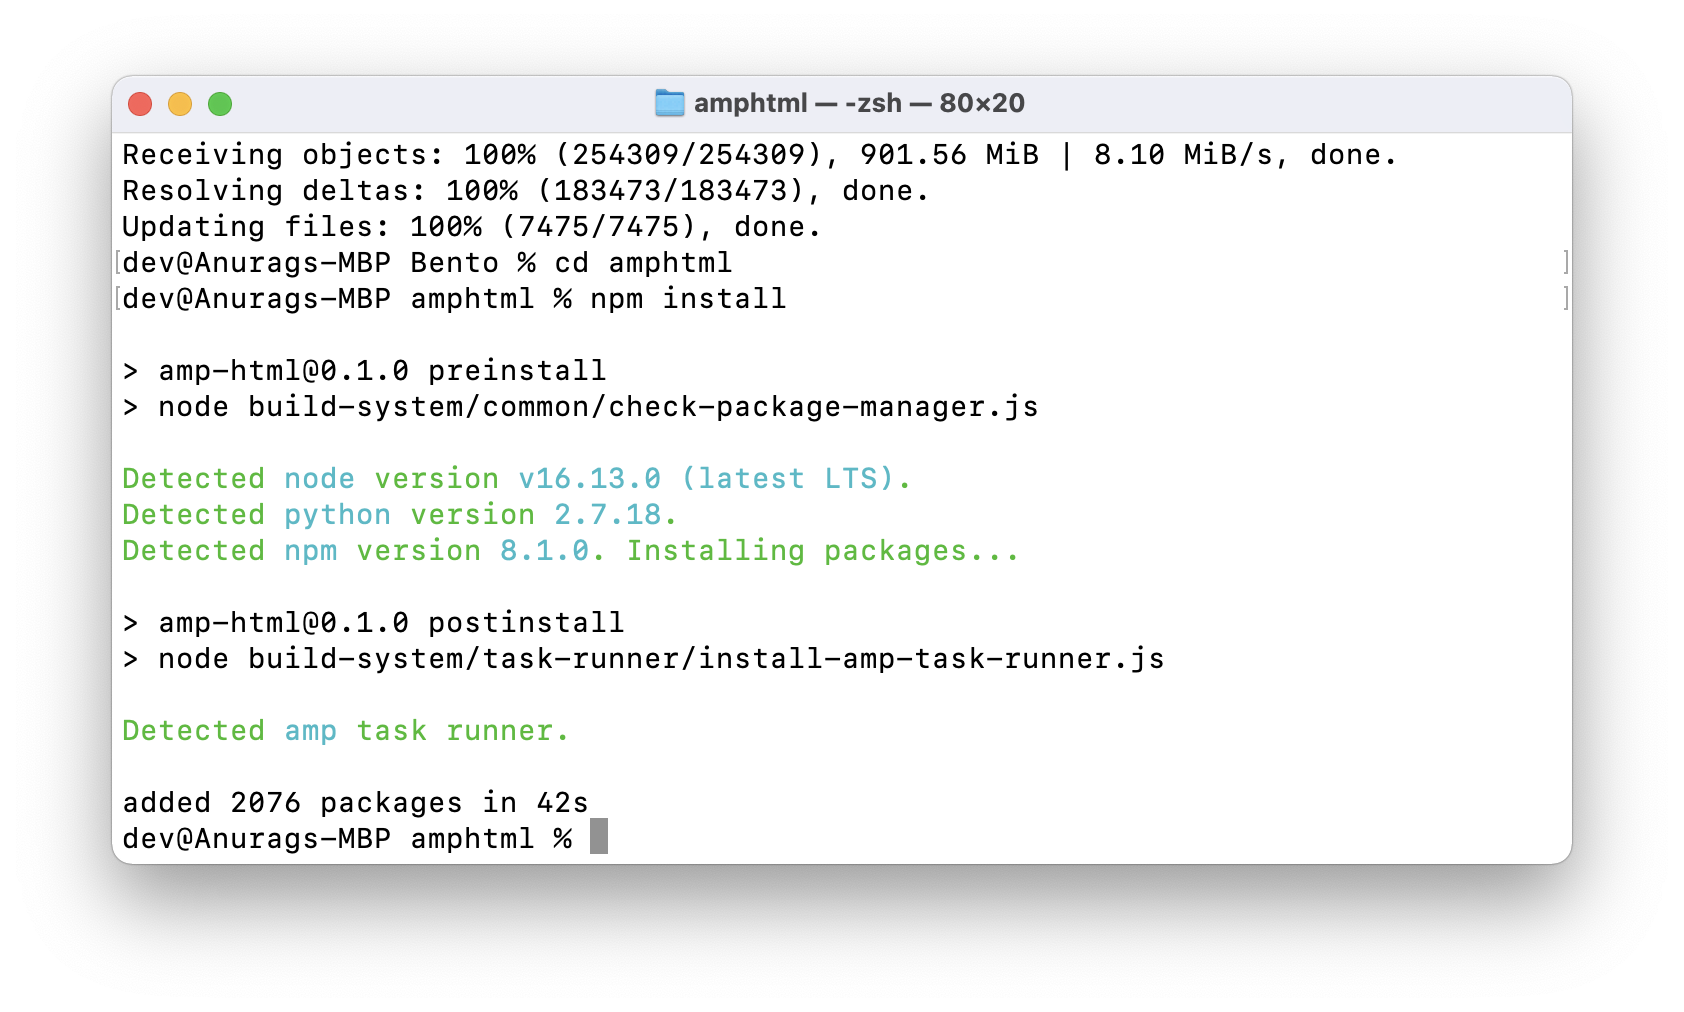 amphtml — -zsh — 80×20
Receiving objects: 100% (254309/254309), 901.56 MiB | 8.10 MiB/s, done.
Resolving deltas: 100% (183473/183473), done.
Updating files: 100% (7475/7475), done.
[dev@Anurags-MBP Bento % cd amphtml ]
[dev@Anurags-MBP amphtml % npm install ]
> amp-html@0.1.0 preinstall
> node build-system/common/check-package-manager.js
Detected node version v16.13.0 (latest LTS).
Detected python version 2.7.18.
Detected npm version 8.1.0. Installing packages...
> amp-html@0.1.0 postinstall
> node build-system/task-runner/install-amp-task-runner.js
Detected amp task runner.
added 2076 packages in 42s
dev@Anurags-MBP amphtml %